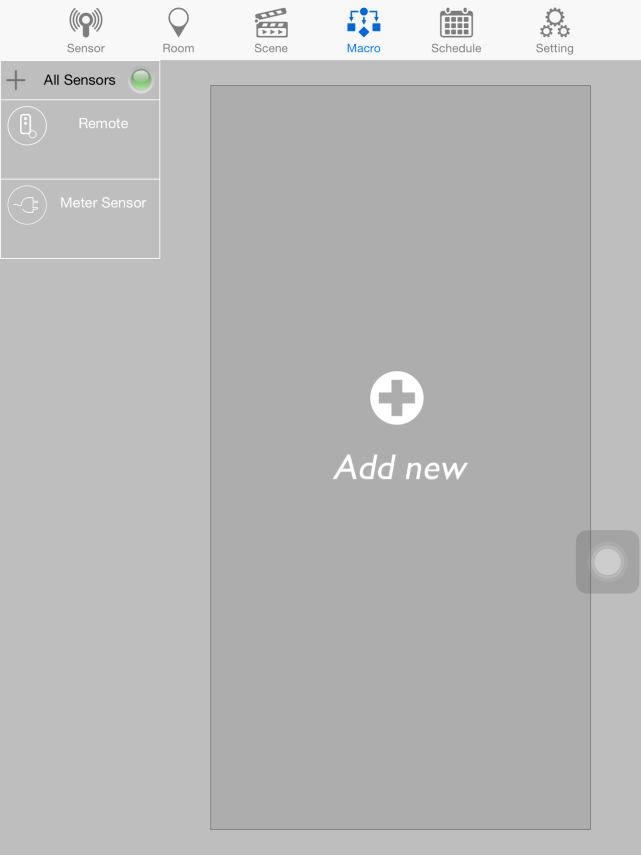 Sensor Room Scene Macro Schedule Setting
All Sensors
Remote
Meter Sensor
Add new